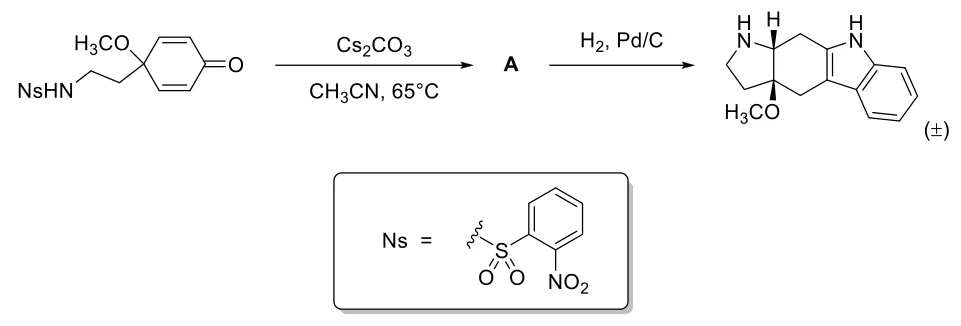 H₃CO
O
NsHN
Cs₂CO₃
CH₃CN, 65°C
A
H₂, Pd/C
H
N
H
H
N
H₃CO
(±)
Ns =
S
O O
NO₂